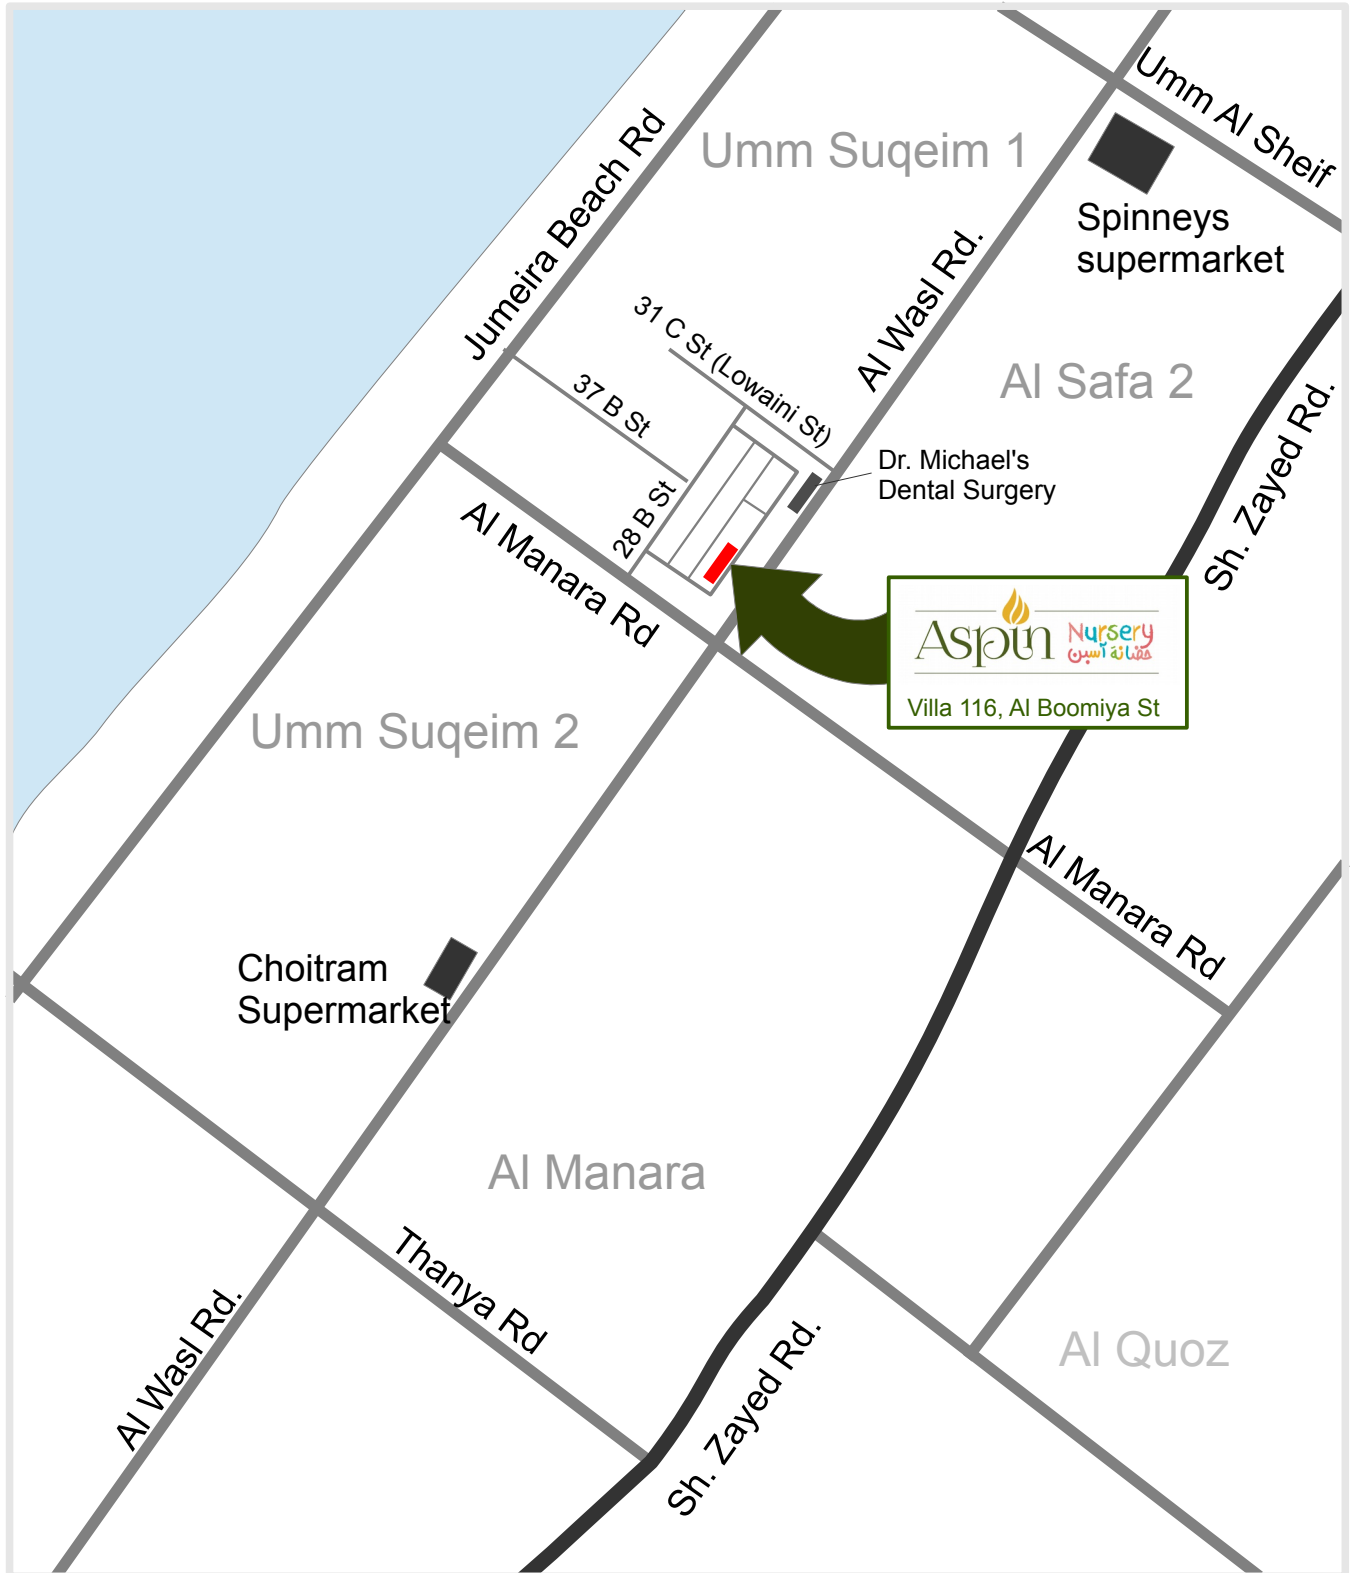 Umm Al Sheif
Jumeira Beach Rd
Umm Suqeim 1
Spinneys
supermarket
Al Wasl Rd.
31 C St (Lowaini St)
Al Safa 2
37 B St
Sh. Zayed Rd.
Dr. Michael's
Dental Surgery
28 B St
Al Manara Rd
Aspin Nursery
حضانة آسبن
Villa 116, Al Boomiya St
Umm Suqeim 2
Al Manara Rd
Choitram
Supermarket
Al Manara
Thanya Rd
Al Wasl Rd.
Sh. Zayed Rd.
Al Quoz